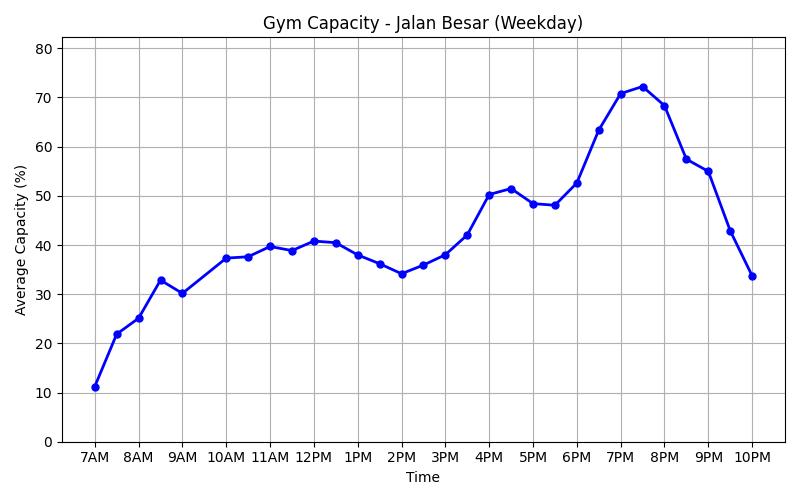 Gym Capacity - Jalan Besar (Weekday)
Average Capacity (%)
80
70
60
50
40
30
20
10
0
7AM 8AM 9AM 10AM 11AM 12PM 1PM 2PM 3PM 4PM 5PM 6PM 7PM 8PM 9PM 10PM
Time